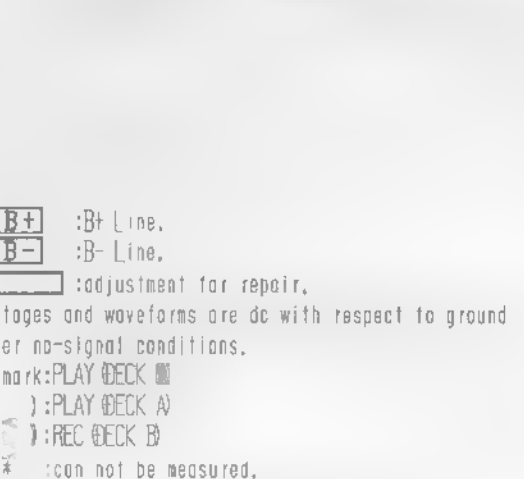 B+ :B+ Line.
B- :B- Line.
:adjustment for repair.
tages and waveforms are dc with respect to ground
er no-signal conditions.
mark:PLAY (DECK
):PLAY (DECK A)
):REC (DECK B)
* :can not be measured.